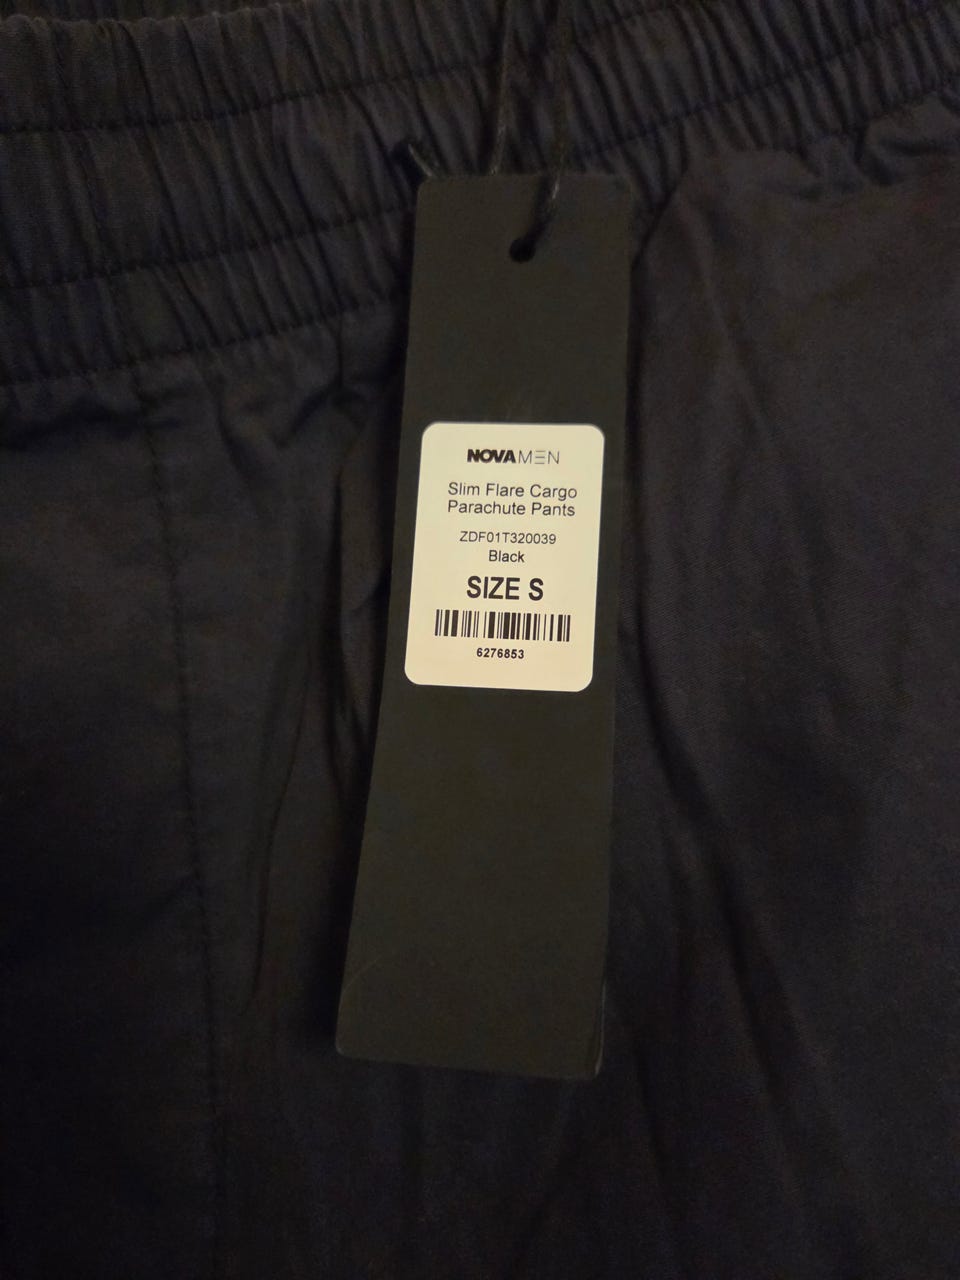 NOVAMEN
Slim Flare Cargo
Parachute Pants
ZDF01T320039
Black
SIZE S
6276853